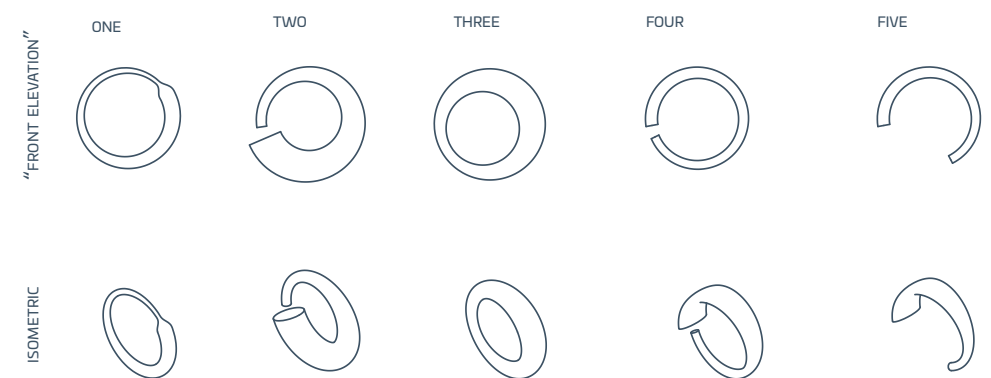 ONE
TWO
THREE
FOUR
FIVE
“FRONT ELEVATION”
ISOMETRIC